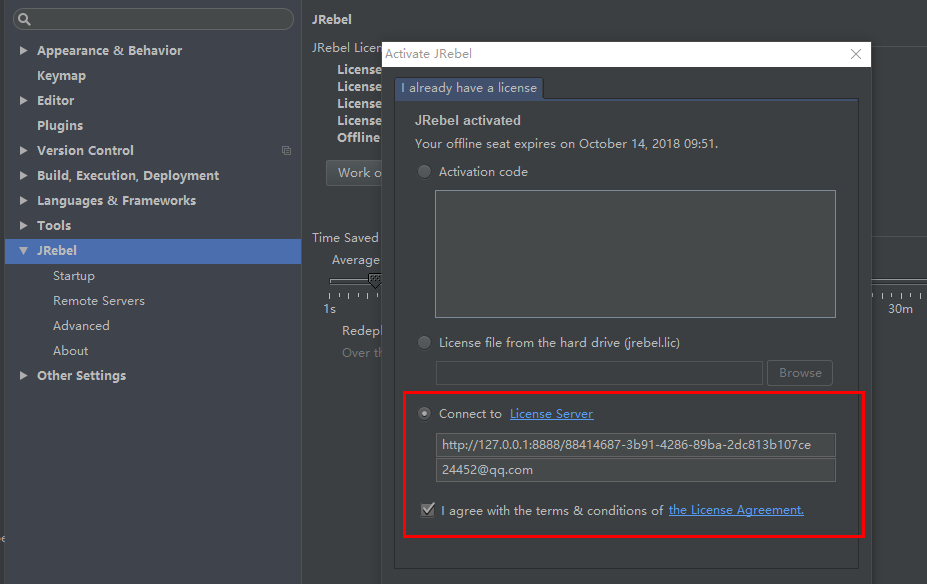 Appearance & Behavior
Keymap
Editor
Plugins
Version Control
Build, Execution, Deployment
Languages & Frameworks
Tools
JRebel
Startup
Remote Servers
Advanced
About
Other Settings
JRebel
JRebel Licen
License
License
License
License
Offline
Work o
Time Saved
Average
1s
30m
Redepl
Over th
Activate JRebel
I already have a license
JRebel activated
Your offline seat expires on October 14, 2018 09:51.
Activation code
License file from the hard drive (jrebel.lic)
Browse
Connect to License Server
http://127.0.0.1:8888/88414687-3b91-4286-89ba-2dc813b107ce
24452@qq.com
I agree with the terms & conditions of the License Agreement.